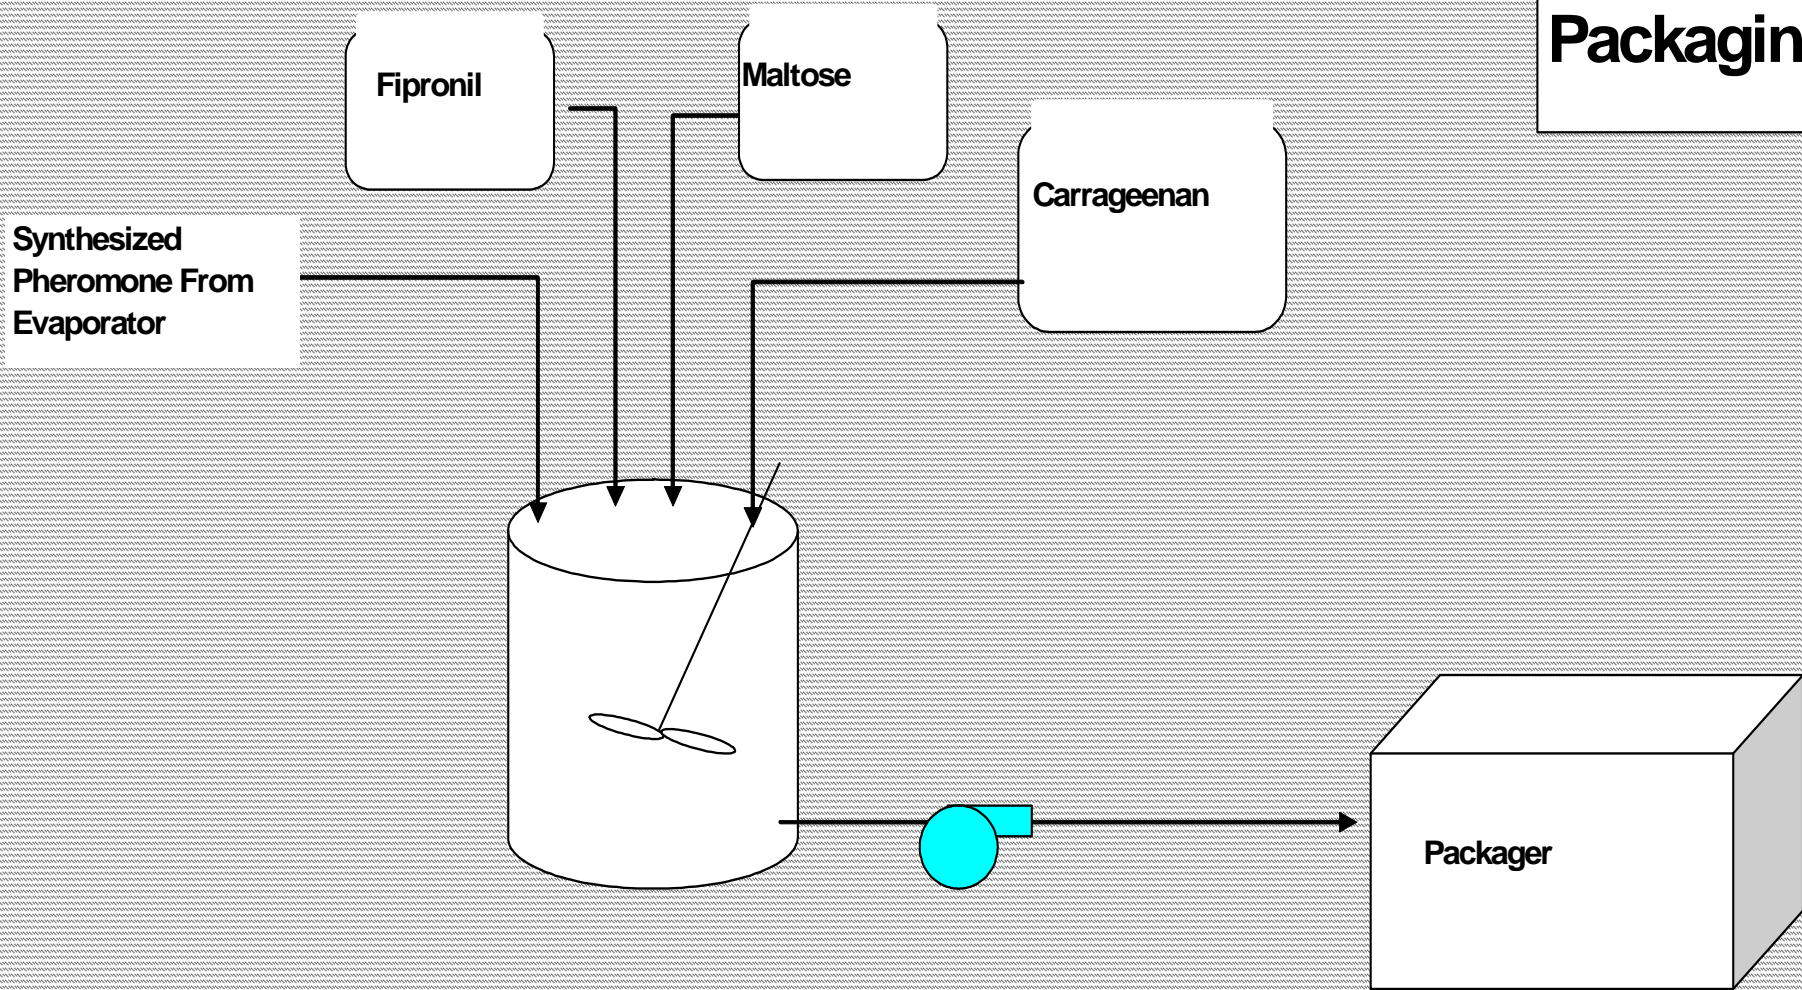 Packagin
Fipronil
Maltose
Carrageenan
Synthesized
Pheromone From
Evaporator
Packager